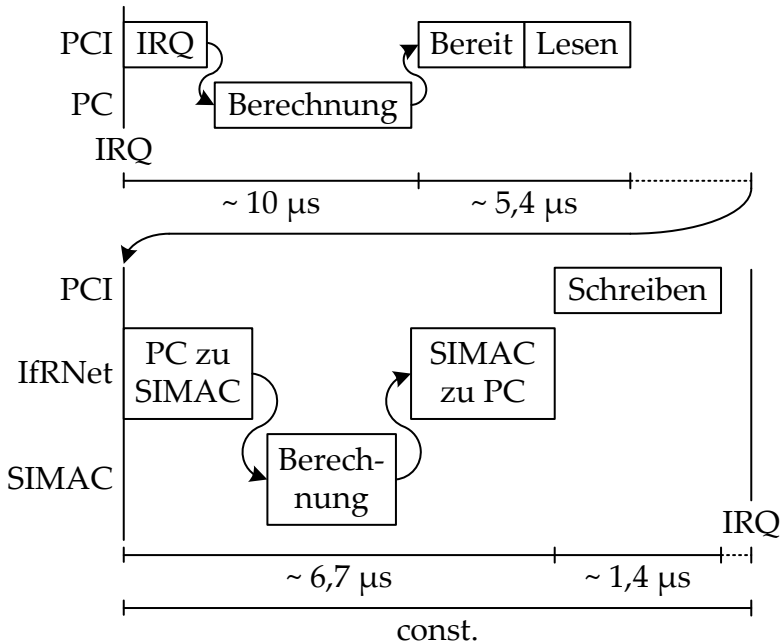 PCI IRQ Bereit Lesen
PC Berechnung
IRQ
~ 10 µs ~ 5,4 µs
PCI Schreiben
IfRNet PC zu SIMAC SIMAC zu PC
SIMAC Berech-
nung
IRQ
~ 6,7 µs ~ 1,4 µs
const.